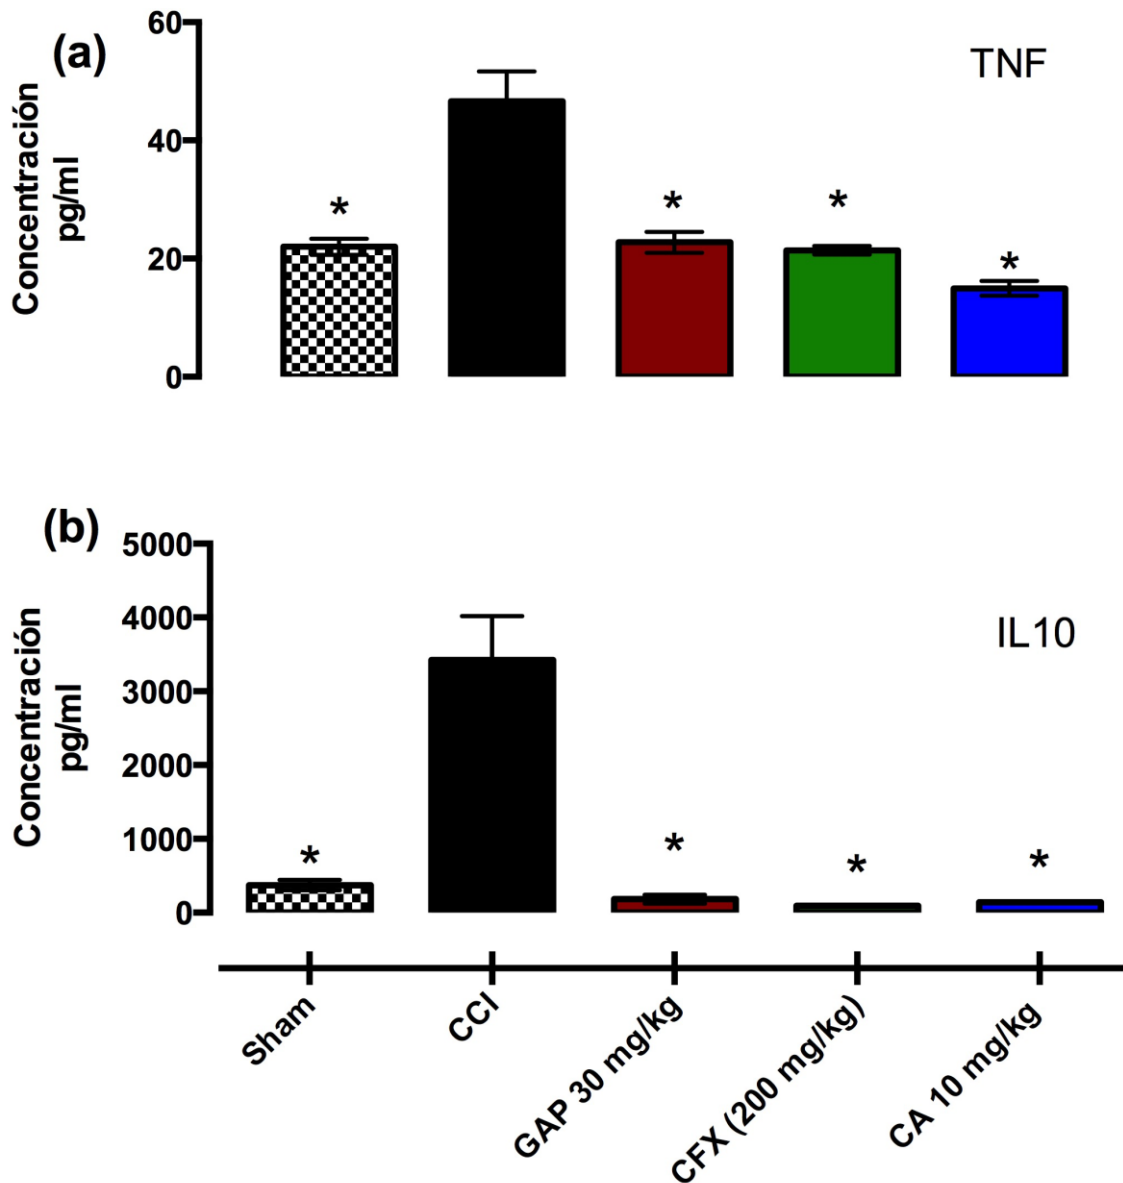 (a)
TNF
Concentración
pg/ml
60
40
20
0
*
*
*
*
(b)
IL10
Concentración
pg/ml
5000
4000
3000
2000
1000
0
*
*
*
*
Sham
CCI
GAP 30 mg/kg
CFX (200 mg/kg)
CA 10 mg/kg